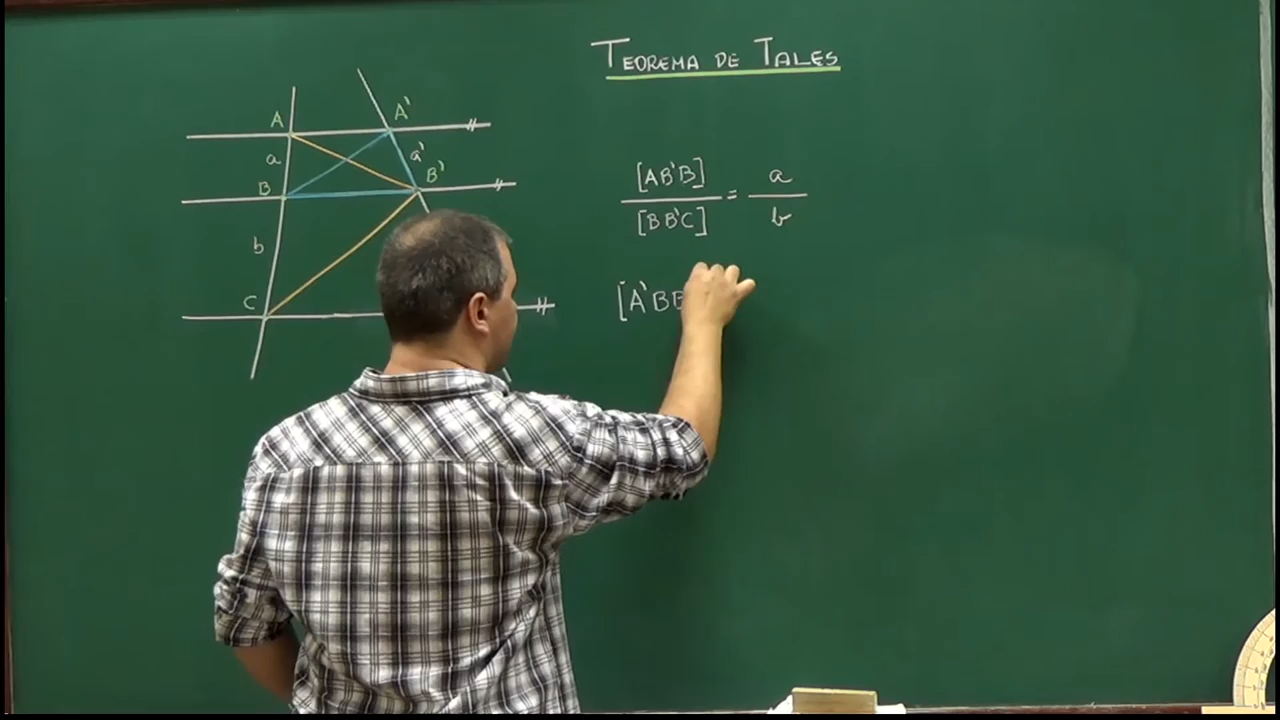 TEOREMA DE TALES
A A'
a a'
B B'
b
C
[AB'B] / [BB'C] = a / b
[A'BB